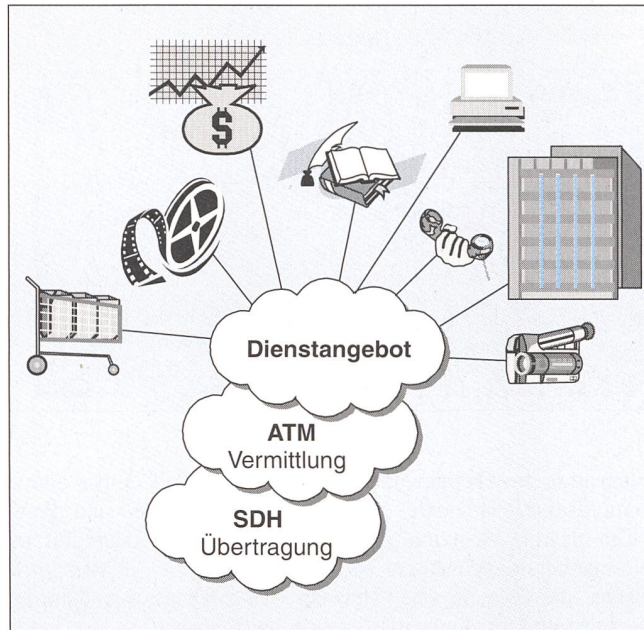 $
Dienstangebot
ATM
Vermittlung
SDH
Übertragung